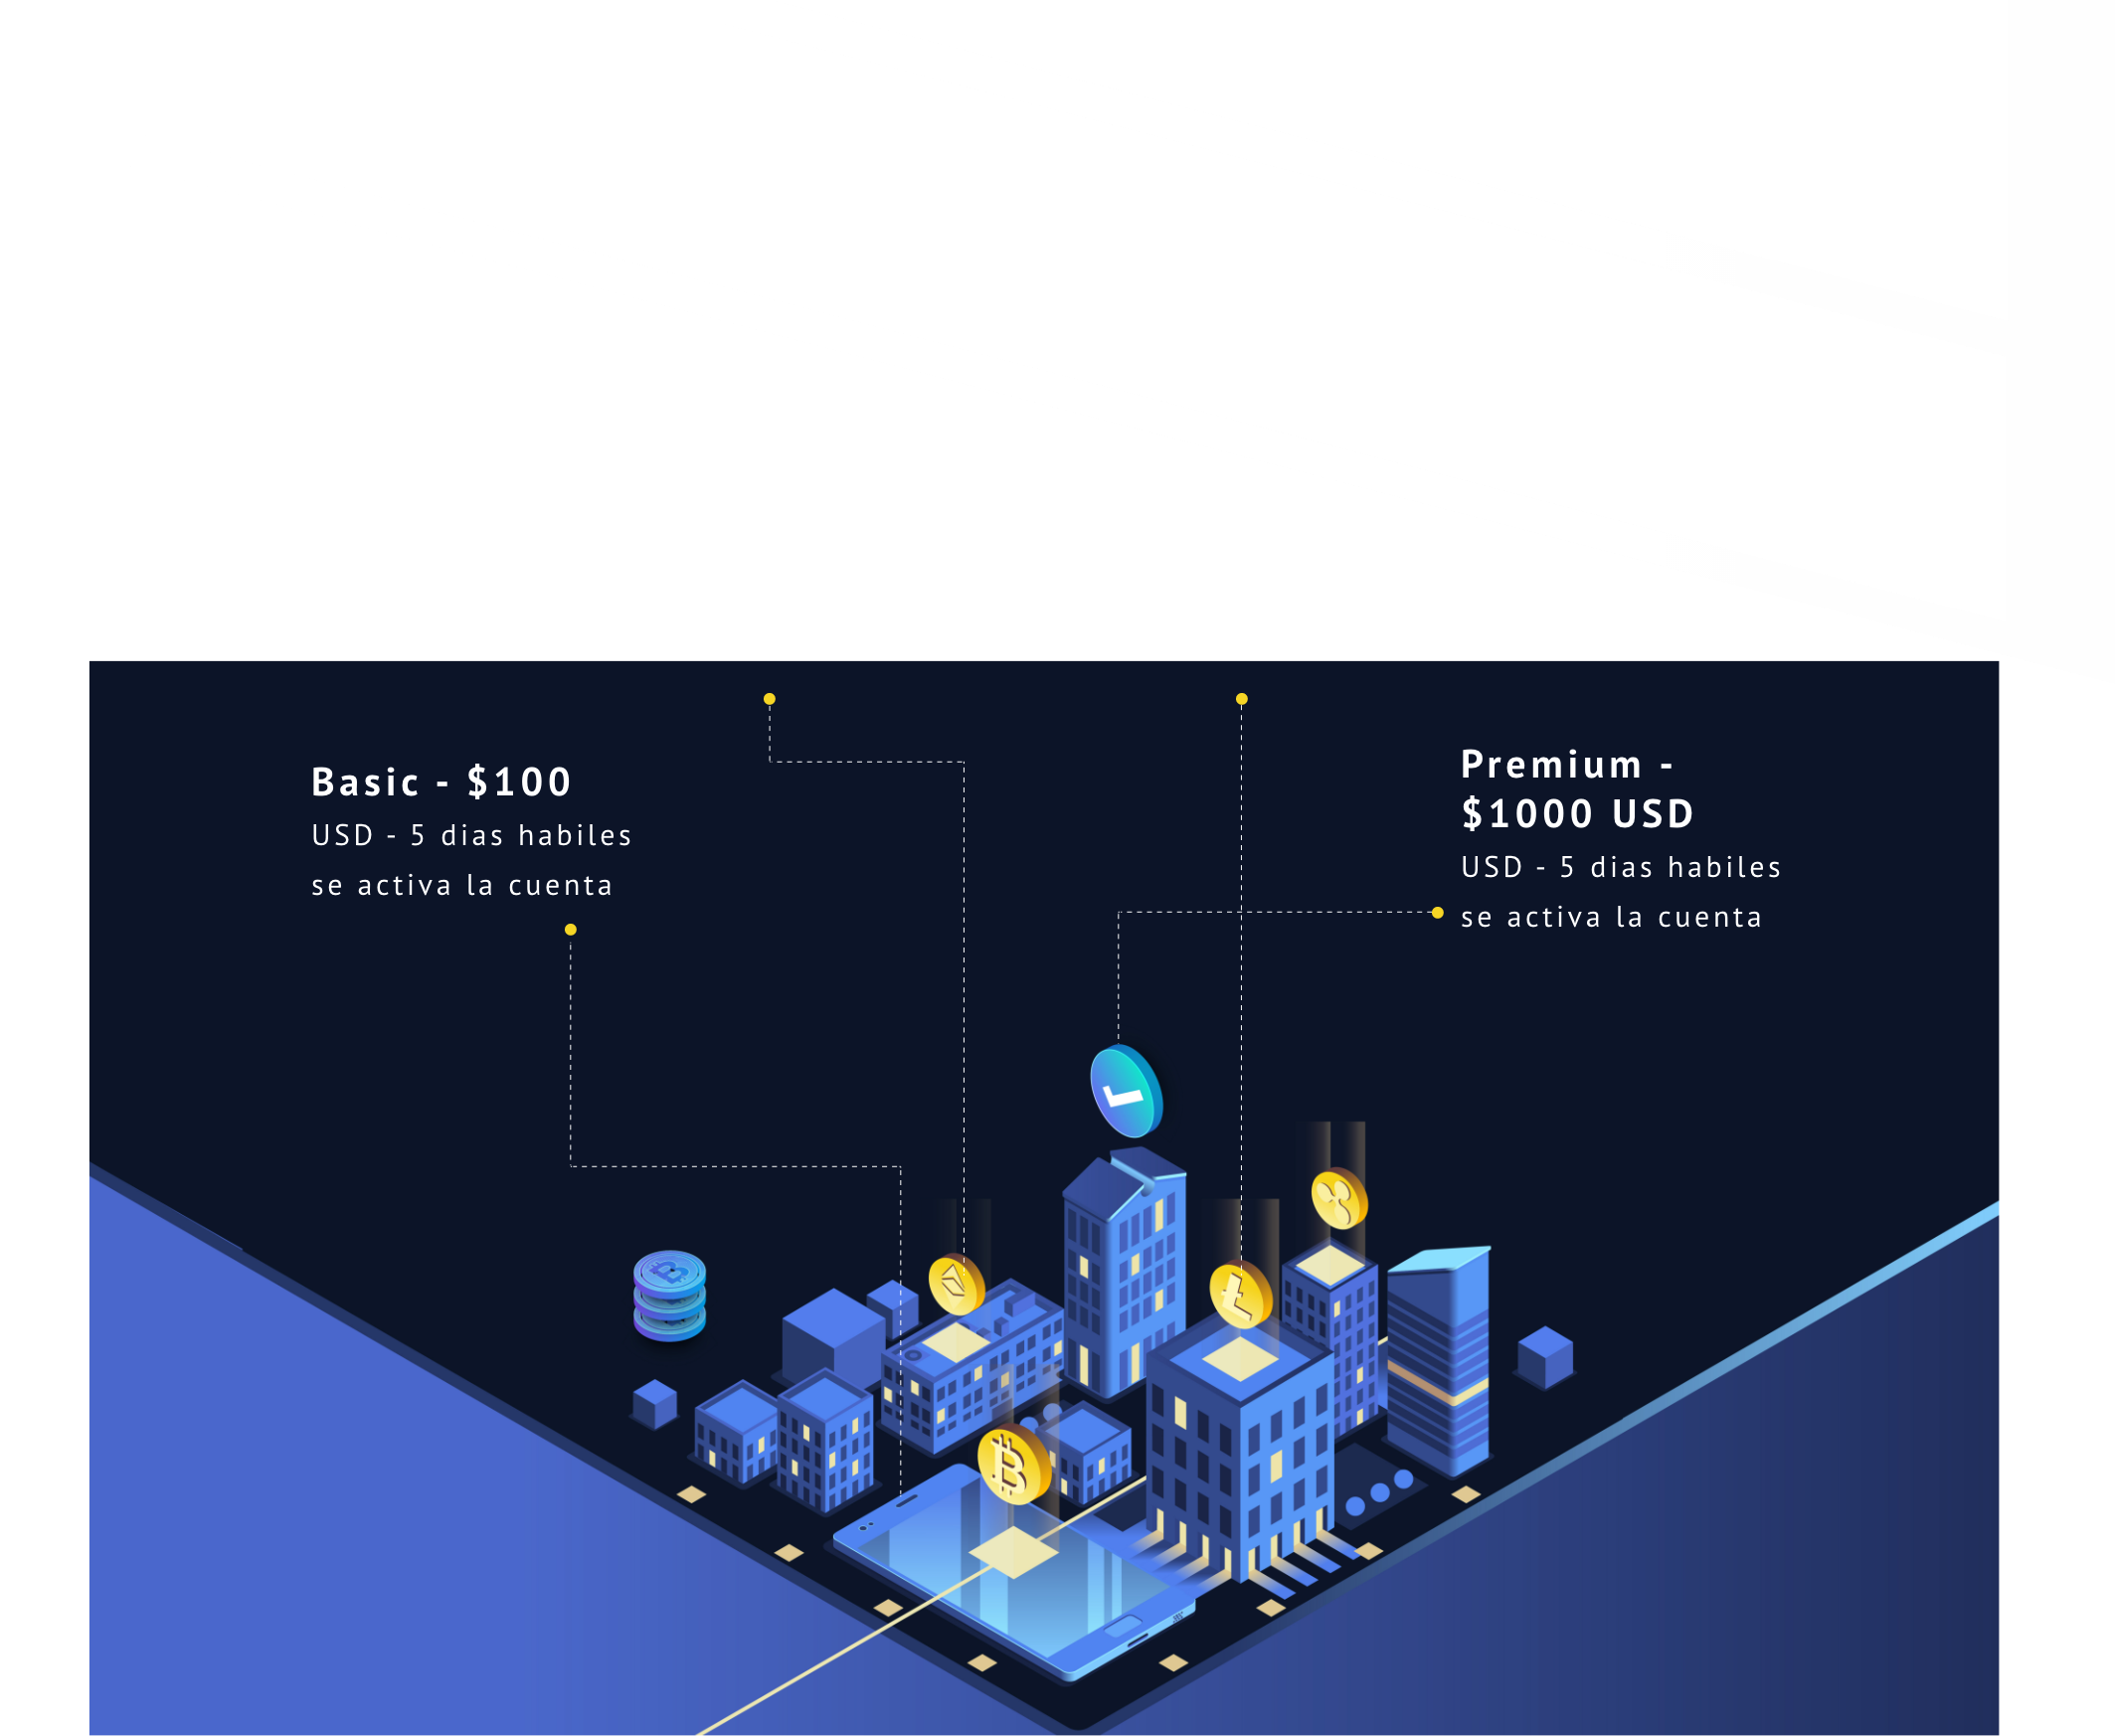 Basic - $100
USD - 5 dias habiles
se activa la cuenta
Premium -
$1000 USD
USD - 5 dias habiles
se activa la cuenta